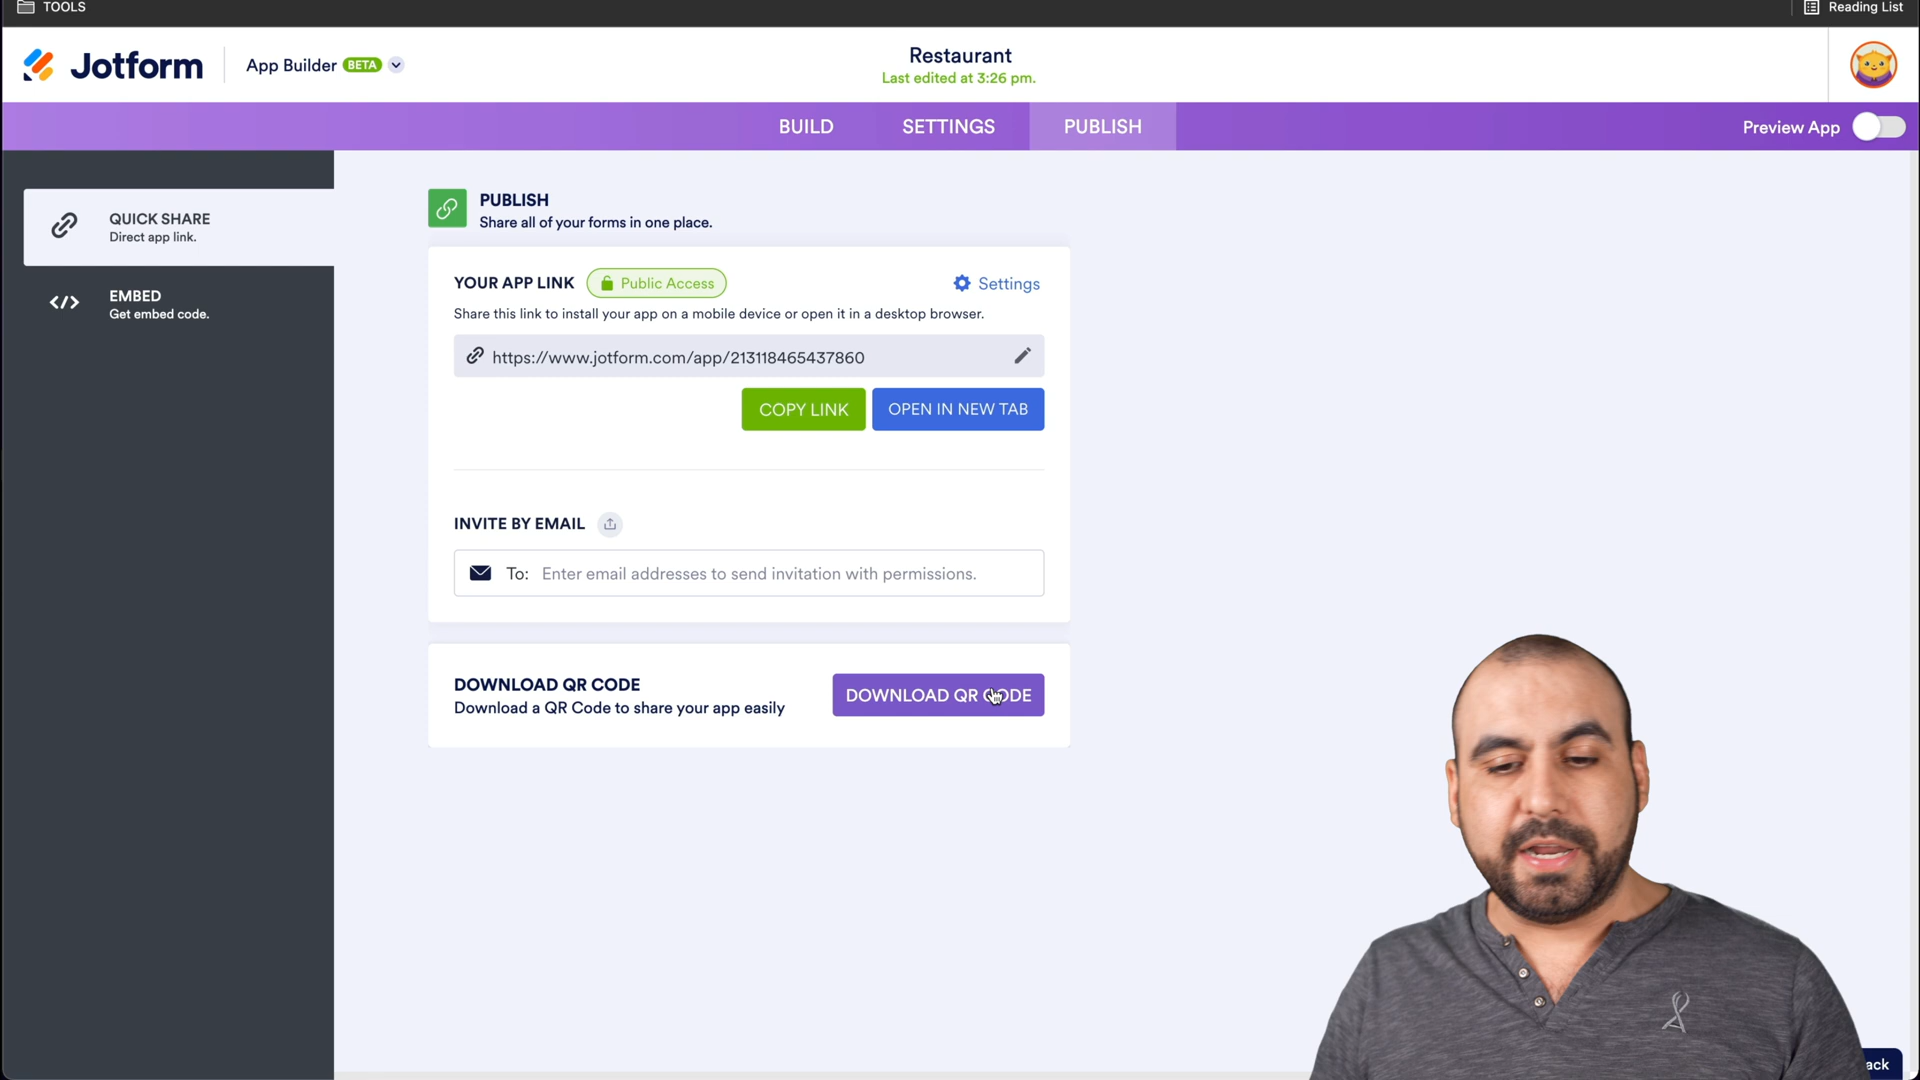 TOOLS
Reading List
Jotform
App Builder BETA
Restaurant
Last edited at 3:26 pm.
BUILD
SETTINGS
PUBLISH
Preview App
QUICK SHARE
Direct app link.
EMBED
Get embed code.
PUBLISH
Share all of your forms in one place.
YOUR APP LINK
Public Access
Settings
Share this link to install your app on a mobile device or open it in a desktop browser.
https://www.jotform.com/app/213118465437860
COPY LINK
OPEN IN NEW TAB
INVITE BY EMAIL
To: Enter email addresses to send invitation with permissions.
DOWNLOAD QR CODE
Download a QR Code to share your app easily
DOWNLOAD QR CODE